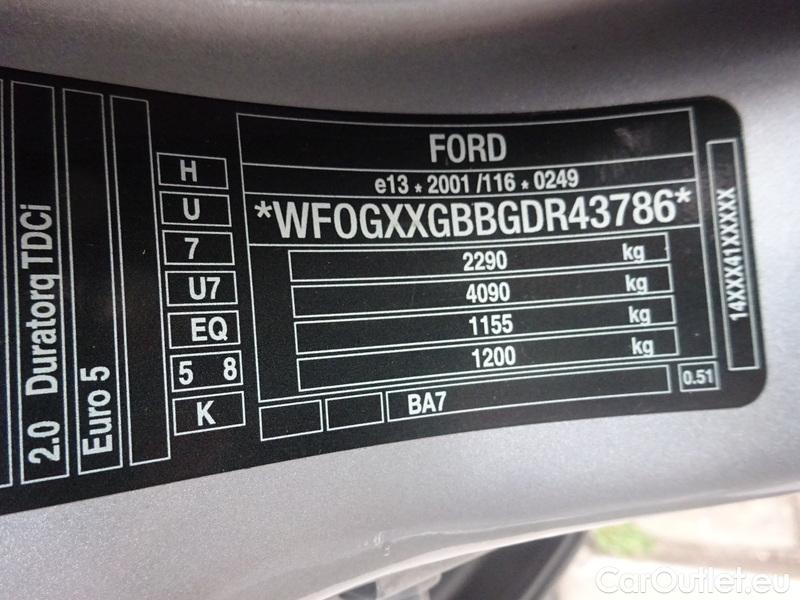 2.0 Duratorq TDCi
Euro 5
H
U
7
U7
EQ
5 8
K
FORD
e13 * 2001 /116 * 0249
*WF0GXXGBBGDR43786*
2290 kg
4090 kg
1155 kg
1200 kg
BA7
0.51
14XXX41XXXXX
CarOutlet.eu